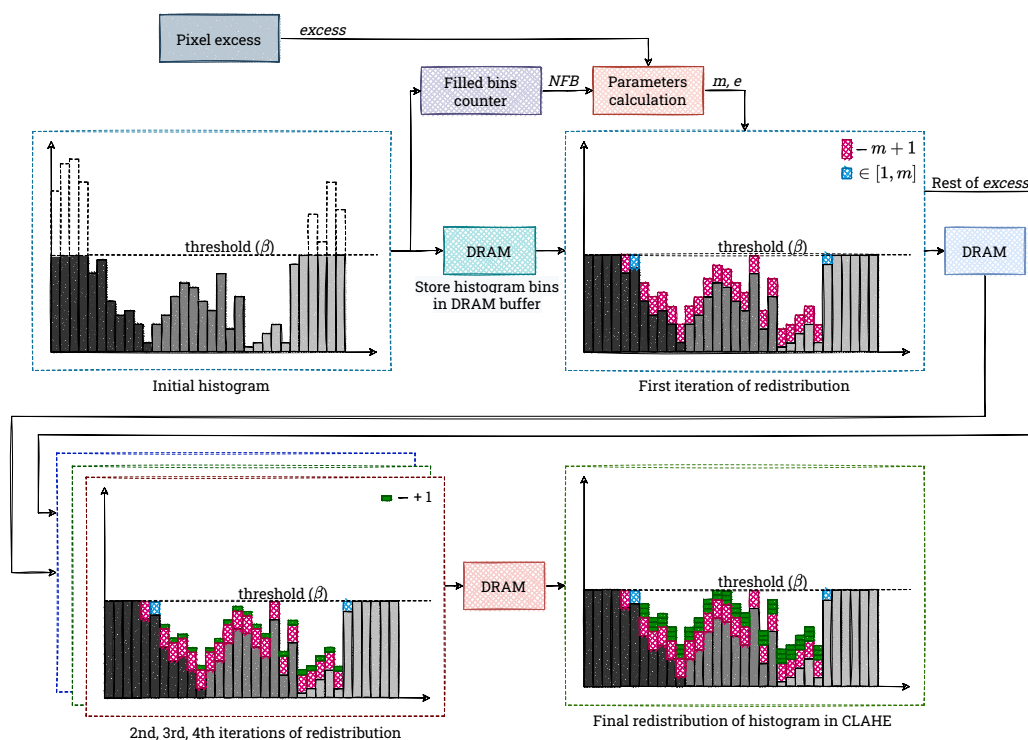 Pixel excess
excess
Filled bins
counter
NFB
Parameters
calculation
m, e
threshold (β)
Initial histogram
DRAM
Store histogram bins
in DRAM buffer
– m + 1
∈ [1, m]
threshold (β)
First iteration of redistribution
Rest of excess
DRAM
– + 1
threshold (β)
2nd, 3rd, 4th iterations of redistribution
DRAM
threshold (β)
Final redistribution of histogram in CLAHE